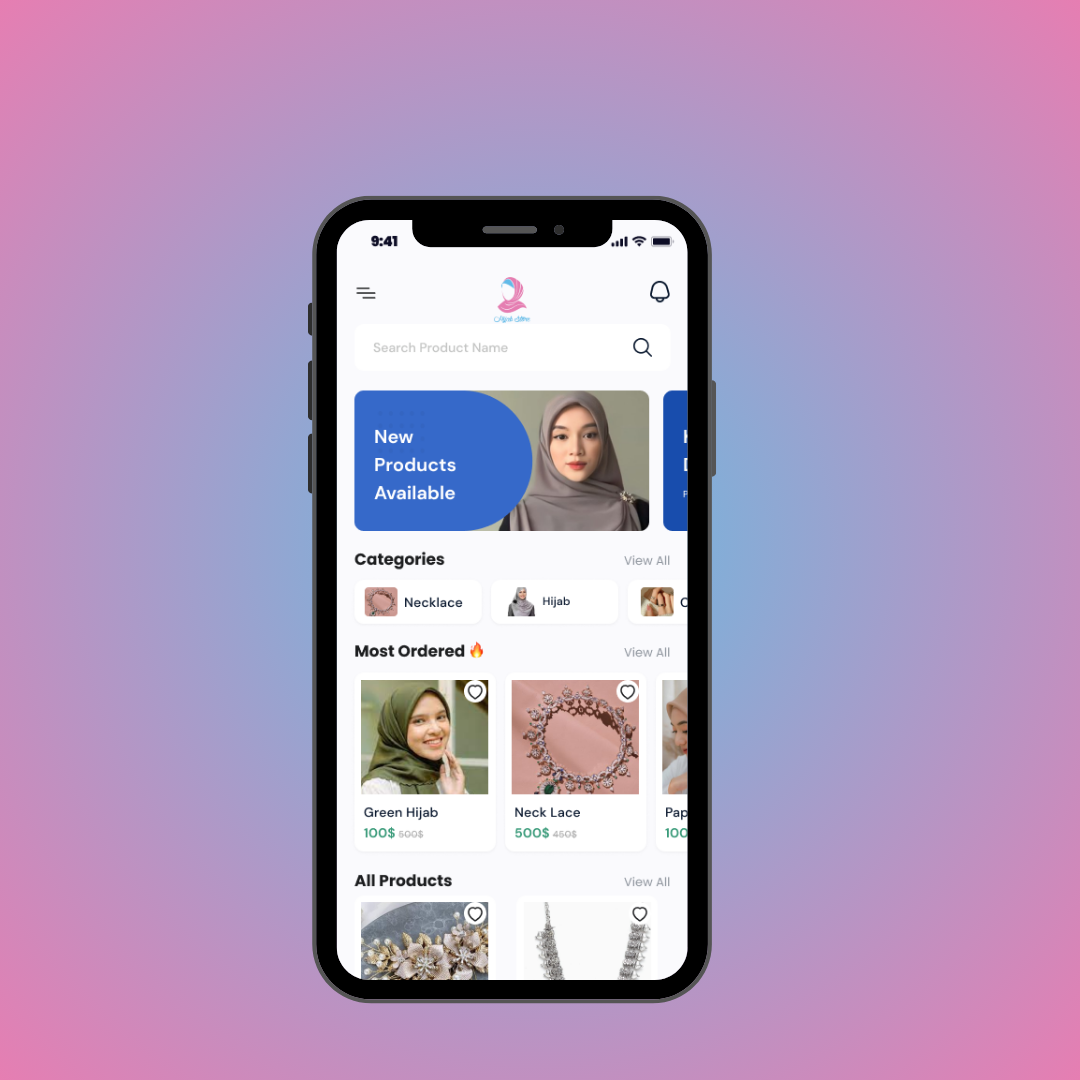 9:41
Hijab Store
Search Product Name
New
Products
Available
Categories
View All
Necklace
Hijab
Most Ordered 🔥
View All
Green Hijab
100$ 500$
Neck Lace
500$ 450$
Pap
100
All Products
View All